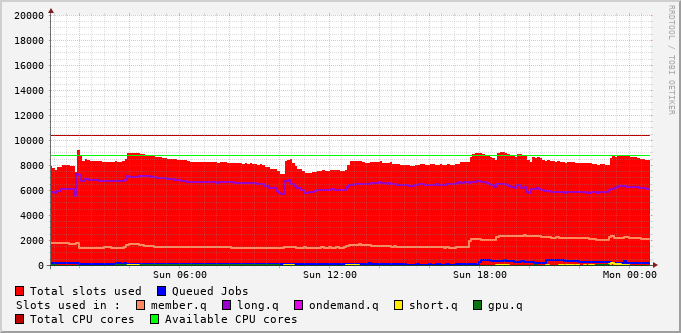 20000
18000
16000
14000
12000
10000
8000
6000
4000
2000
0
Sun 06:00 Sun 12:00 Sun 18:00 Mon 00:00
Total slots used Queued Jobs
Slots used in : member.q long.q ondemand.q short.q gpu.q
Total CPU cores Available CPU cores
RRDTOOL / TOBI OETIKER